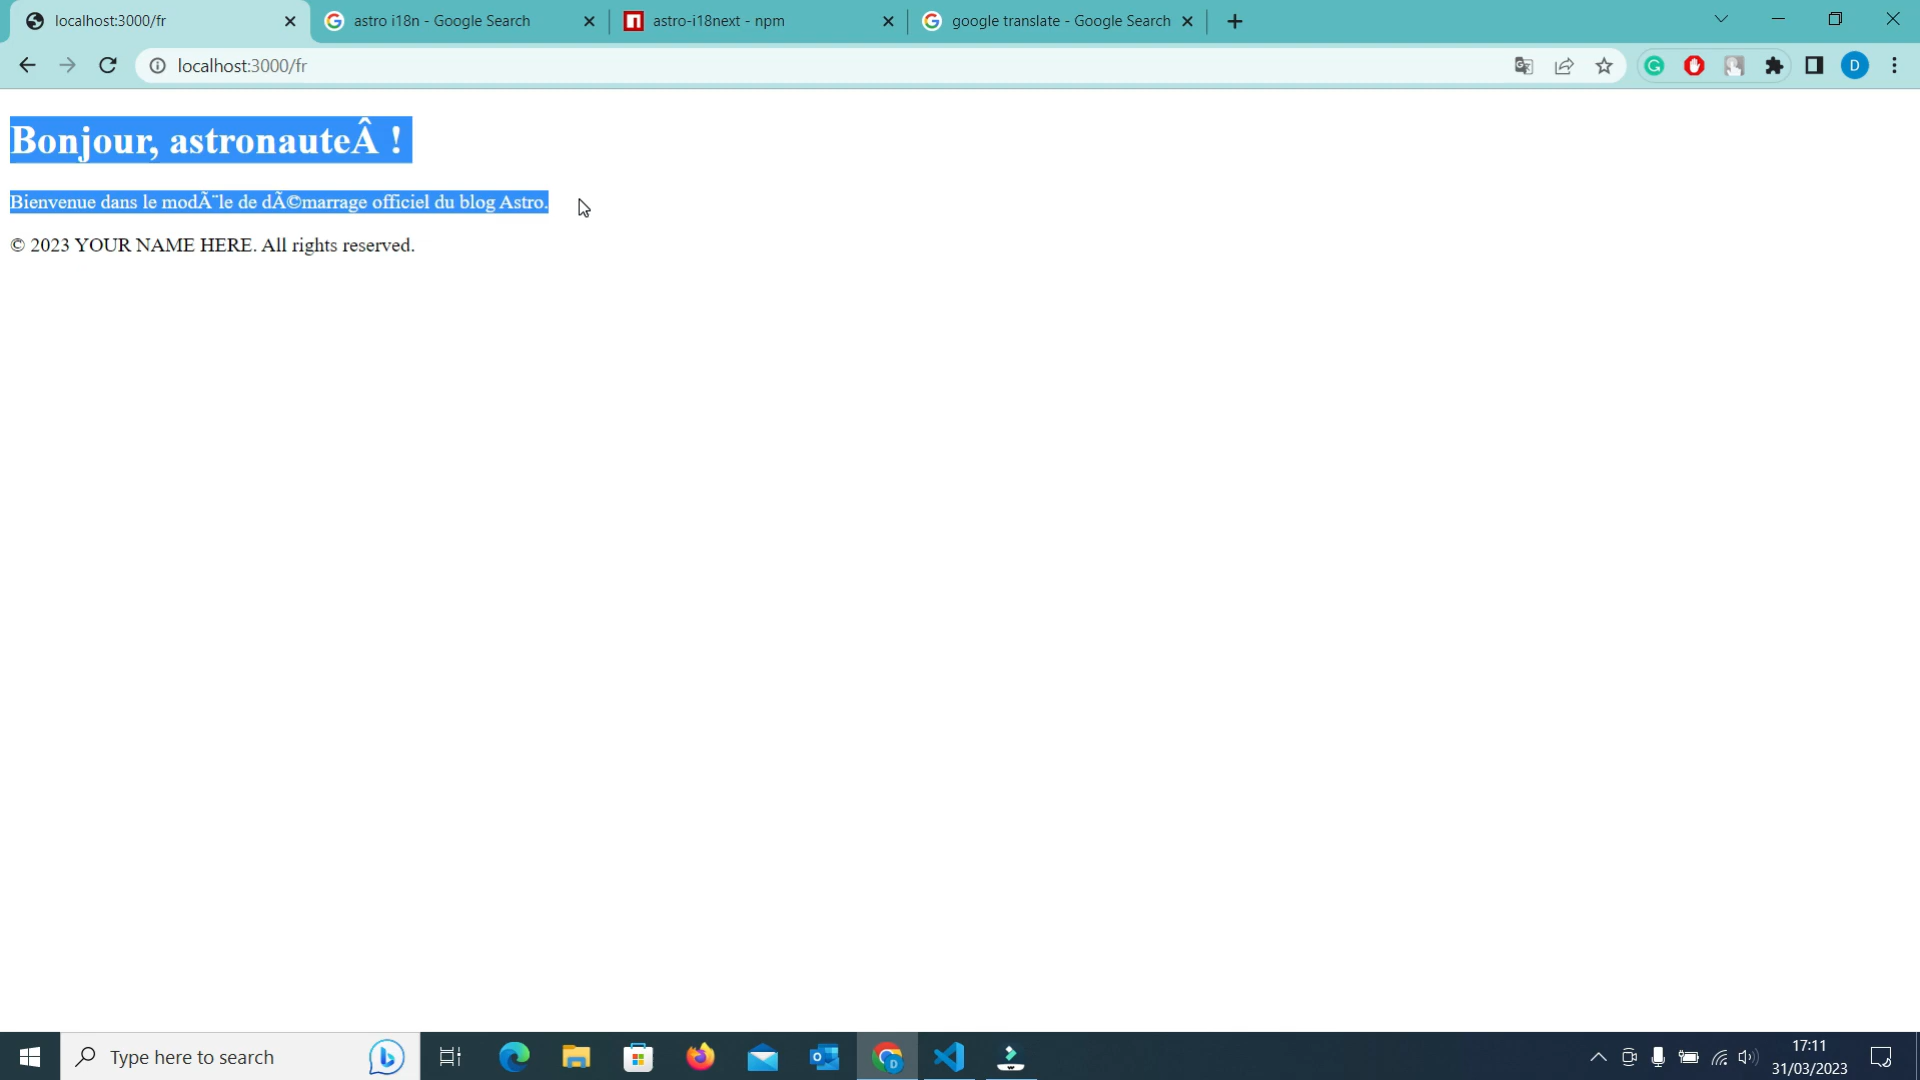 localhost:3000/fr
astro i18n - Google Search
astro-i18next - npm
google translate - Google Search
localhost:3000/fr
D
Bonjour, astronauteÂ !
Bienvenue dans le modÃ¨le de dÃ©marrage officiel du blog Astro.
© 2023 YOUR NAME HERE. All rights reserved.
Type here to search
17:11
31/03/2023